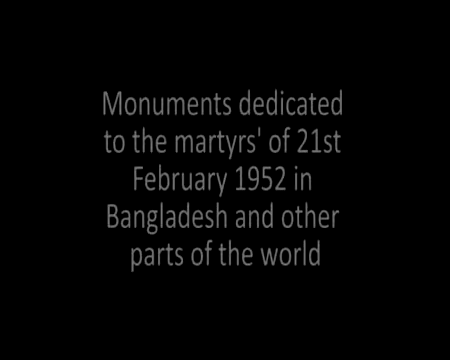 Monuments dedicated
to the martyrs' of 21st
February 1952 in
Bangladesh and other
parts of the world